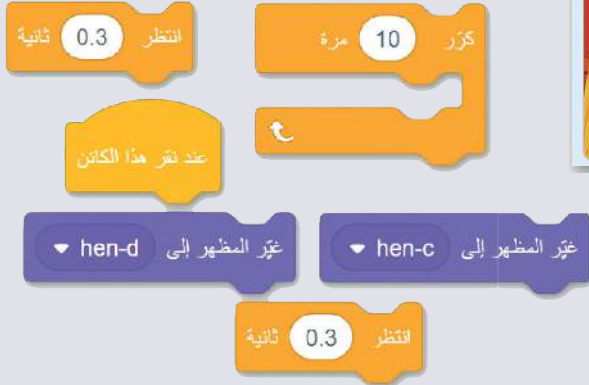 كرّر 10 مرة
انتظر 0.3 ثانية
عند نقر هذا الكائن
غيّر المظهر إلى hen-c
غيّر المظهر إلى hen-d
انتظر 0.3 ثانية